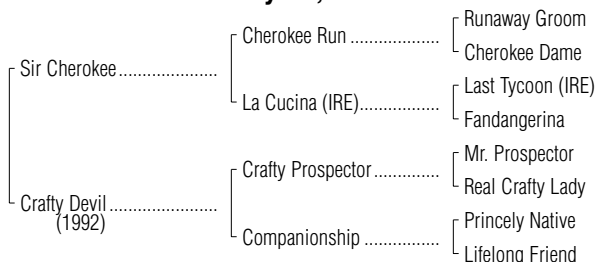 Runaway Groom
Cherokee Run
Cherokee Dame
Sir Cherokee
Last Tycoon (IRE)
La Cucina (IRE)
Fandangerina
Mr. Prospector
Crafty Prospector
Real Crafty Lady
Crafty Devil
(1992)
Princely Native
Companionship
Lifelong Friend